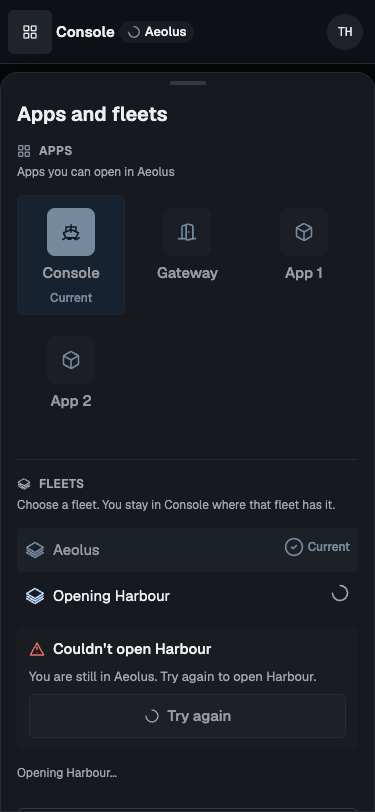 Console Aeolus TH
Apps and fleets
APPS
Apps you can open in Aeolus
Console Gateway App 1
Current
App 2
FLEETS
Choose a fleet. You stay in Console where that fleet has it.
Aeolus Current
Opening Harbour
Couldn’t open Harbour
You are still in Aeolus. Try again to open Harbour.
Try again
Opening Harbour…